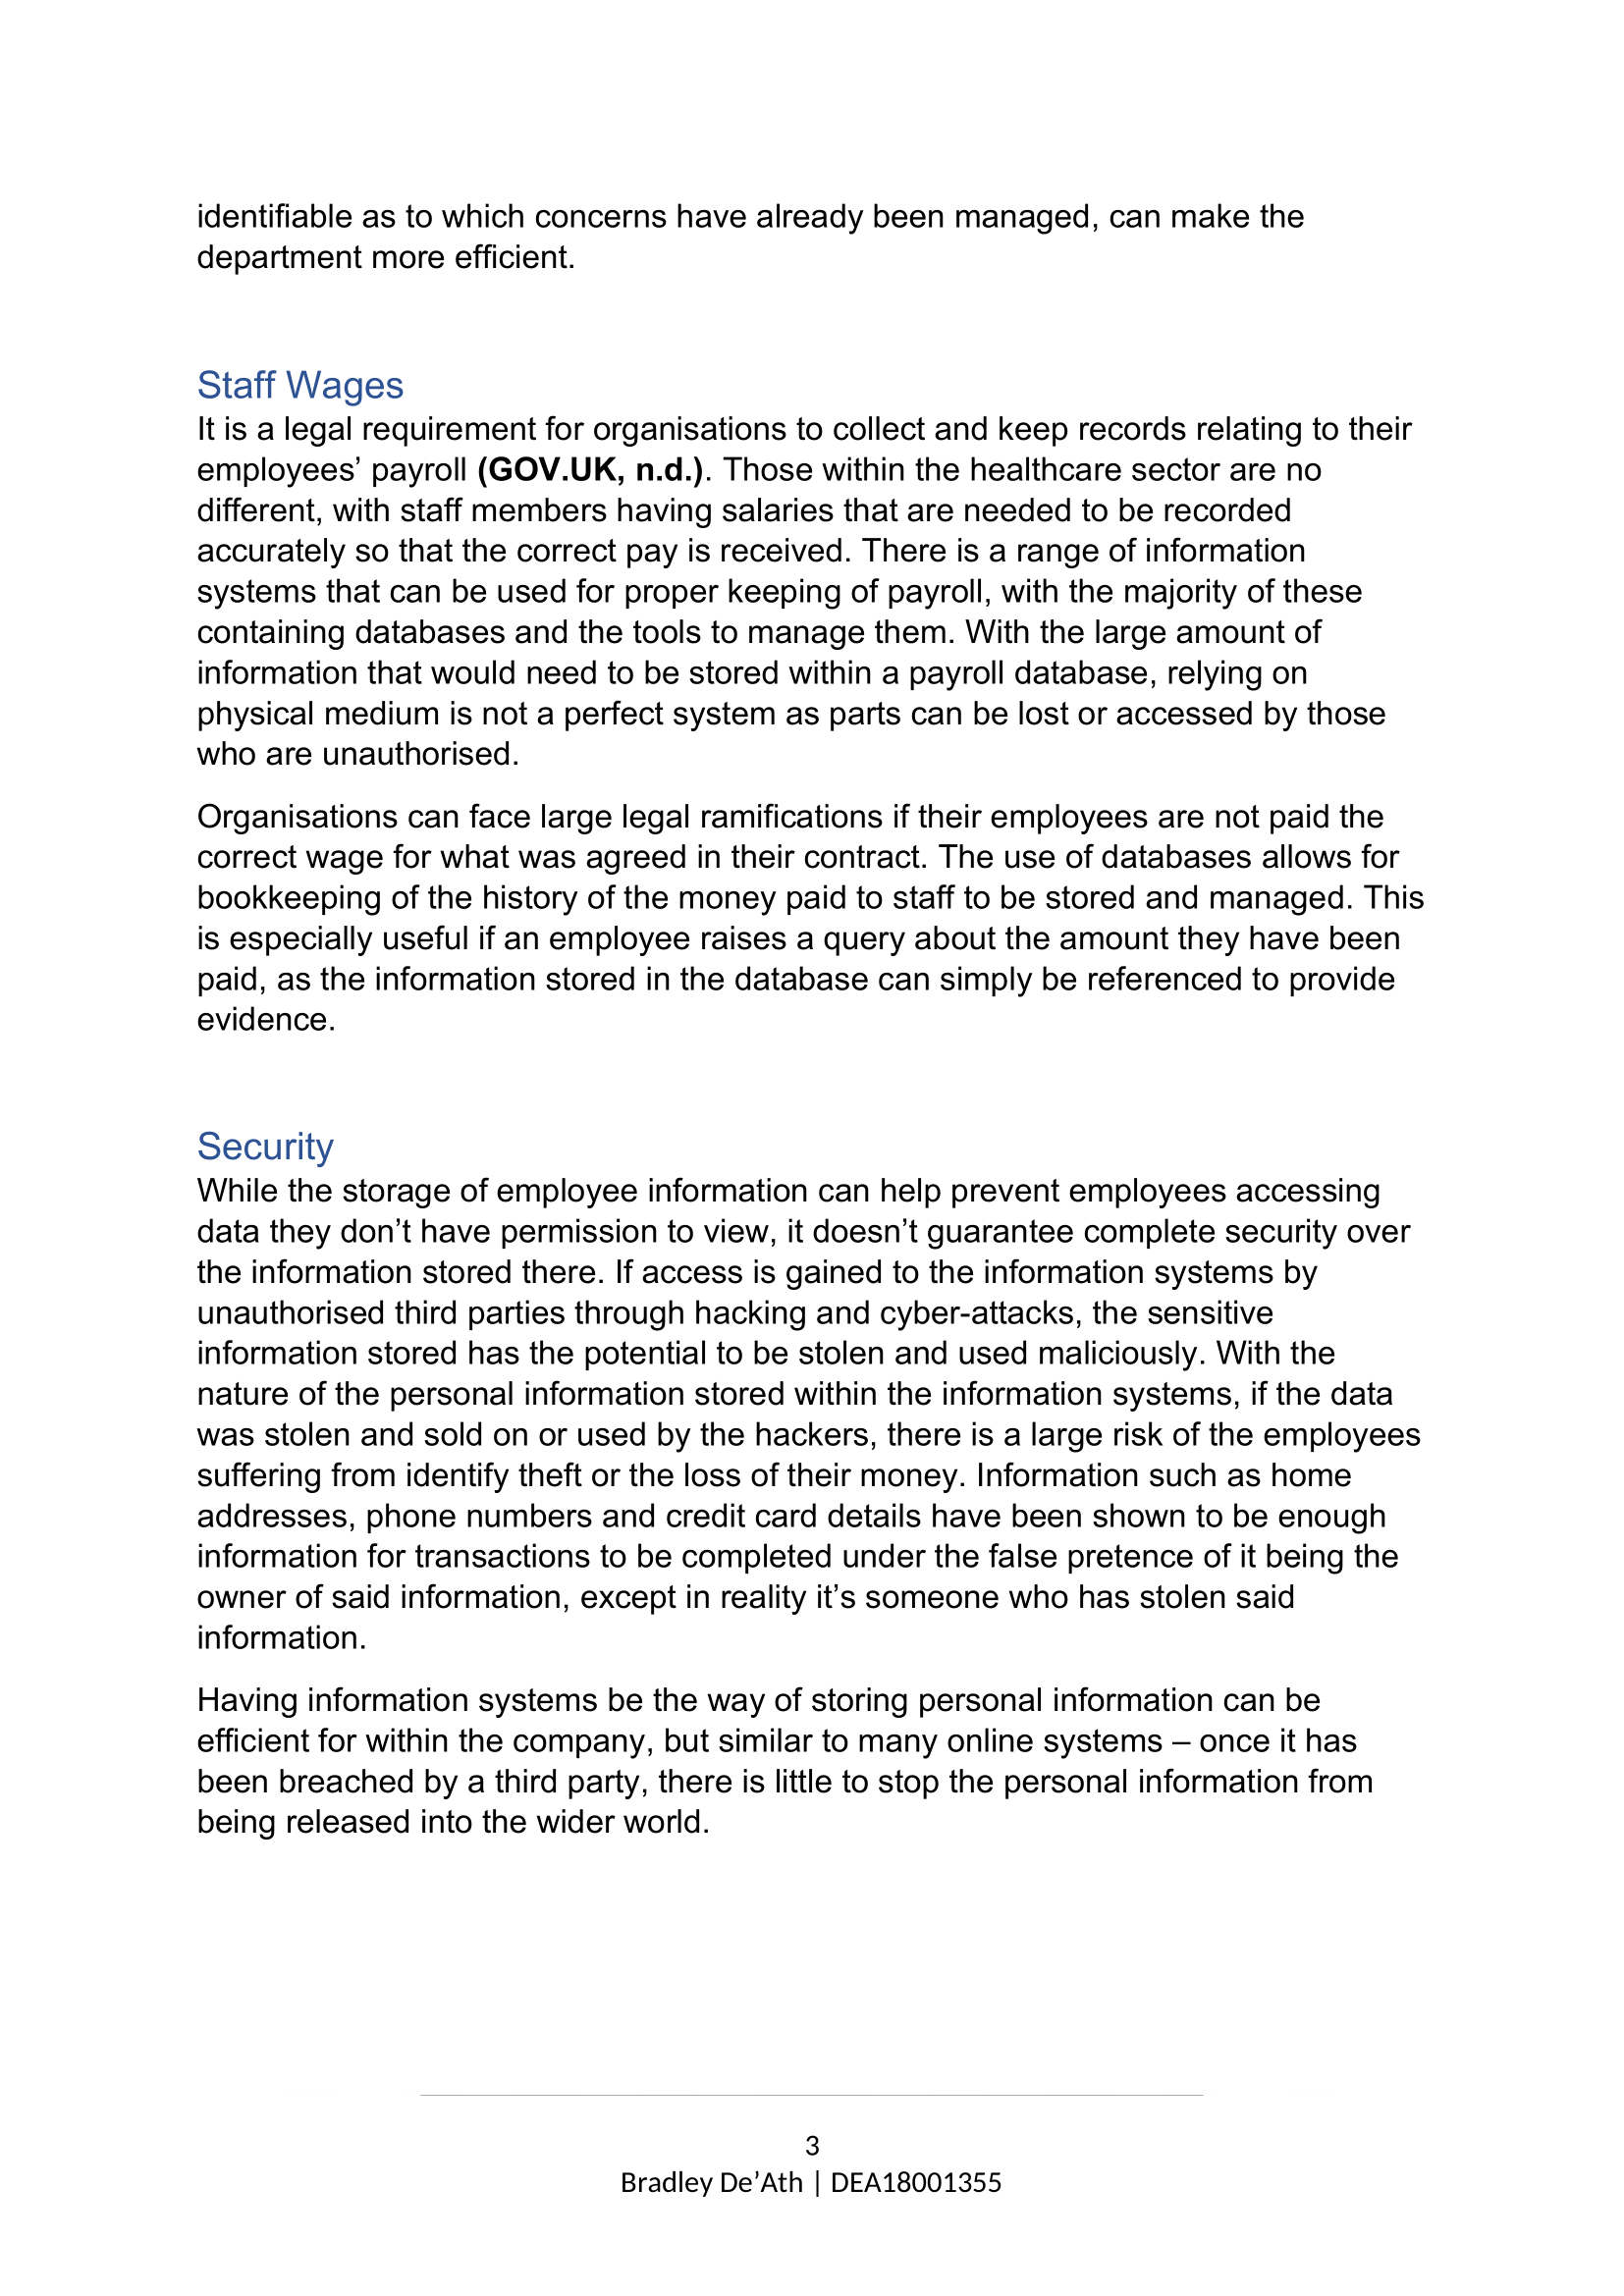 identifiable as to which concerns have already been managed, can make the
department more efficient.
Staff Wages
It is a legal requirement for organisations to collect and keep records relating to their
employees’ payroll (GOV.UK, n.d.). Those within the healthcare sector are no
different, with staff members having salaries that are needed to be recorded
accurately so that the correct pay is received. There is a range of information
systems that can be used for proper keeping of payroll, with the majority of these
containing databases and the tools to manage them. With the large amount of
information that would need to be stored within a payroll database, relying on
physical medium is not a perfect system as parts can be lost or accessed by those
who are unauthorised.
Organisations can face large legal ramifications if their employees are not paid the
correct wage for what was agreed in their contract. The use of databases allows for
bookkeeping of the history of the money paid to staff to be stored and managed. This
is especially useful if an employee raises a query about the amount they have been
paid, as the information stored in the database can simply be referenced to provide
evidence.
Security
While the storage of employee information can help prevent employees accessing
data they don’t have permission to view, it doesn’t guarantee complete security over
the information stored there. If access is gained to the information systems by
unauthorised third parties through hacking and cyber-attacks, the sensitive
information stored has the potential to be stolen and used maliciously. With the
nature of the personal information stored within the information systems, if the data
was stolen and sold on or used by the hackers, there is a large risk of the employees
suffering from identify theft or the loss of their money. Information such as home
addresses, phone numbers and credit card details have been shown to be enough
information for transactions to be completed under the false pretence of it being the
owner of said information, except in reality it’s someone who has stolen said
information.
Having information systems be the way of storing personal information can be
efficient for within the company, but similar to many online systems – once it has
been breached by a third party, there is little to stop the personal information from
being released into the wider world.
3
Bradley De’Ath | DEA18001355